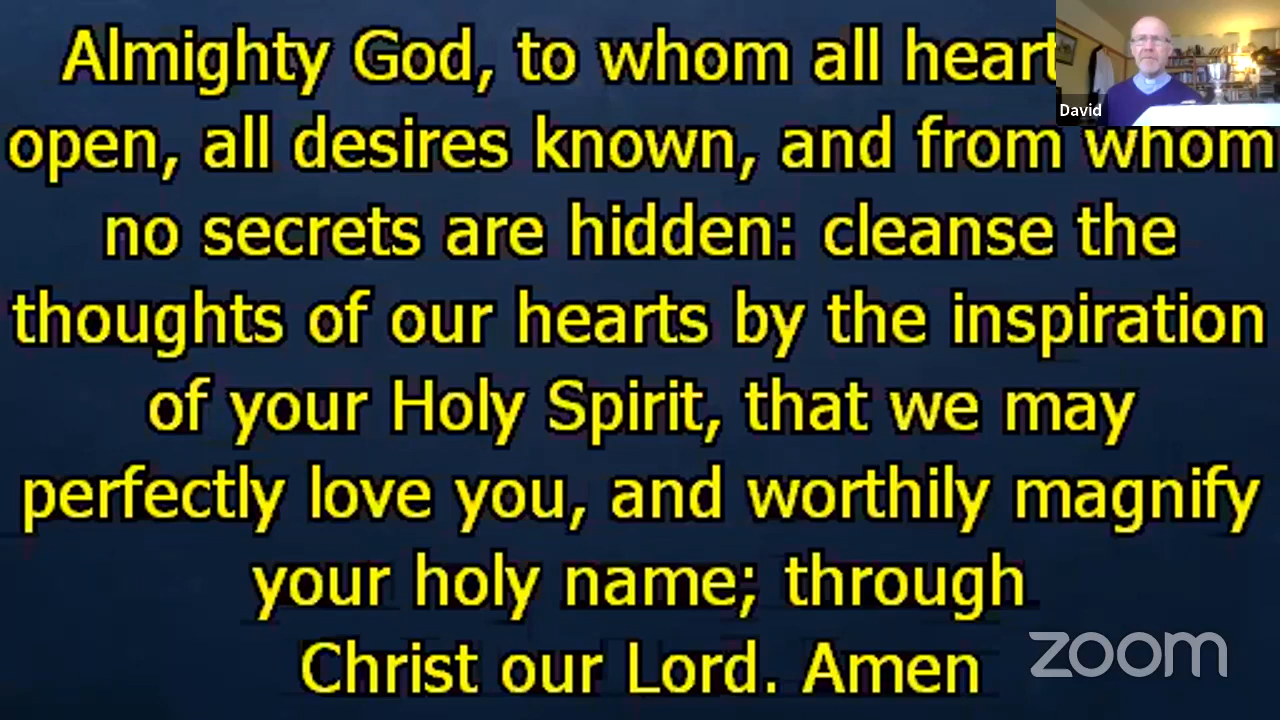 Almighty God, to whom all heart
open, all desires known, and from whom
no secrets are hidden: cleanse the
thoughts of our hearts by the inspiration
of your Holy Spirit, that we may
perfectly love you, and worthily magnify
your holy name; through
Christ our Lord. Amen
David
zoom